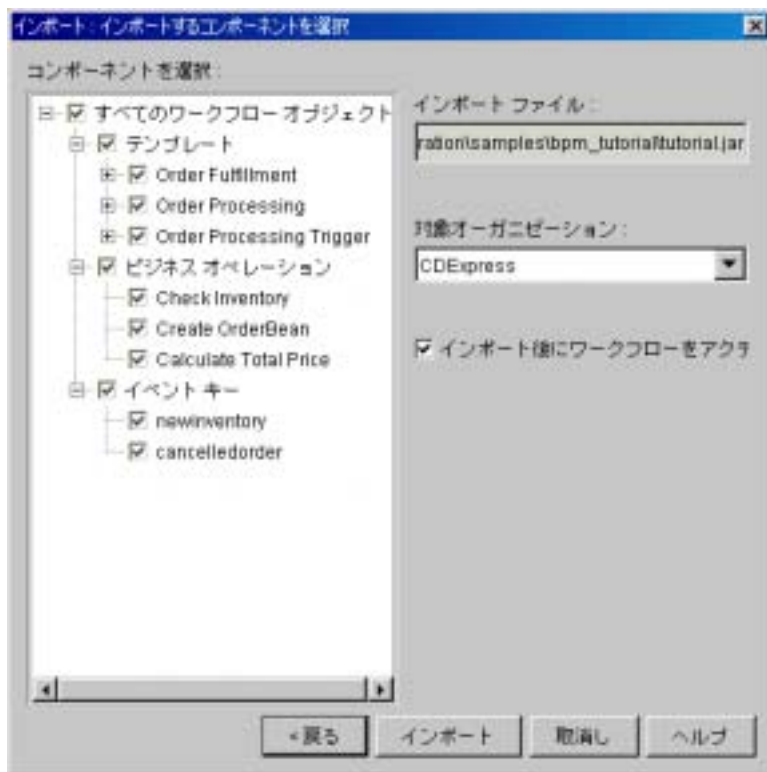 インポート : インポートするコンポーネントを選択
コンポーネントを選択 :
すべてのワークフロー オブジェクト
テンプレート
Order Fulfillment
Order Processing
Order Processing Trigger
ビジネス オペレーション
Check Inventory
Create OrderBean
Calculate Total Price
イベント キー
newinventory
cancelledorder
インポート ファイル :
ration\samples\bpm_tutorial\tutorial.jar
対象オーガニゼーション :
CDExpress
インポート後にワークフローをアクテ
<戻る
インポート
取消し
ヘルプ